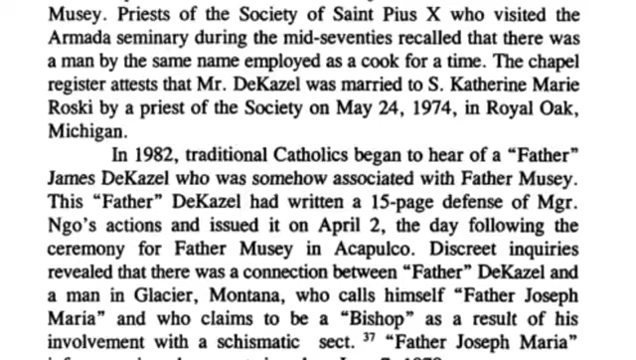 Musey. Priests of the Society of Saint Pius X who visited the
Armada seminary during the mid-seventies recalled that there was
a man by the same name employed as a cook for a time. The chapel
register attests that Mr. DeKazel was married to S. Katherine Marie
Roski by a priest of the Society on May 24, 1974, in Royal Oak,
Michigan.
In 1982, traditional Catholics began to hear of a “Father”
James DeKazel who was somehow associated with Father Musey.
This “Father” DeKazel had written a 15-page defense of Mgr.
Ngo’s actions and issued it on April 2, the day following the
ceremony for Father Musey in Acapulco. Discreet inquiries
revealed that there was a connection between “Father” DeKazel and
a man in Glacier, Montana, who calls himself “Father Joseph
Maria” and who claims to be a “Bishop” as a result of his
involvement with a schismatic sect. 37 “Father Joseph Maria”